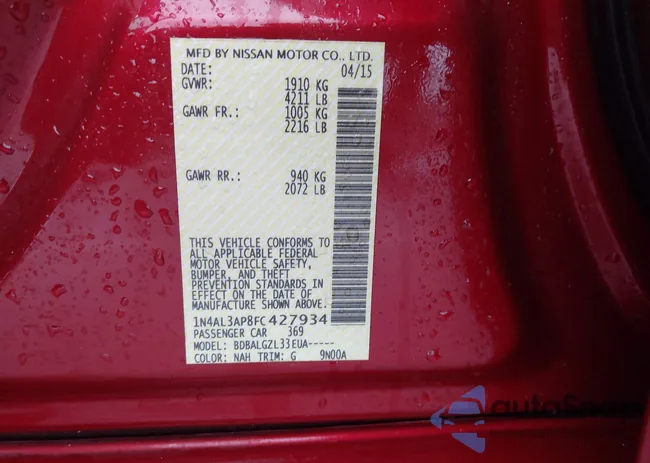 MFD BY NISSAN MOTOR CO., LTD.
DATE: 04/15
GVWR: 1910 KG
4211 LB
GAWR FR.: 1005 KG
2216 LB
GAWR RR.: 940 KG
2072 LB
THIS VEHICLE CONFORMS TO
ALL APPLICABLE FEDERAL
MOTOR VEHICLE SAFETY,
BUMPER, AND THEFT
PREVENTION STANDARDS IN
EFFECT ON THE DATE OF
MANUFACTURE SHOWN ABOVE.
1N4AL3AP8FC427934
PASSENGER CAR 369
MODEL: BDBALGZL33EUA-----
COLOR: NAH TRIM: G 9N00A